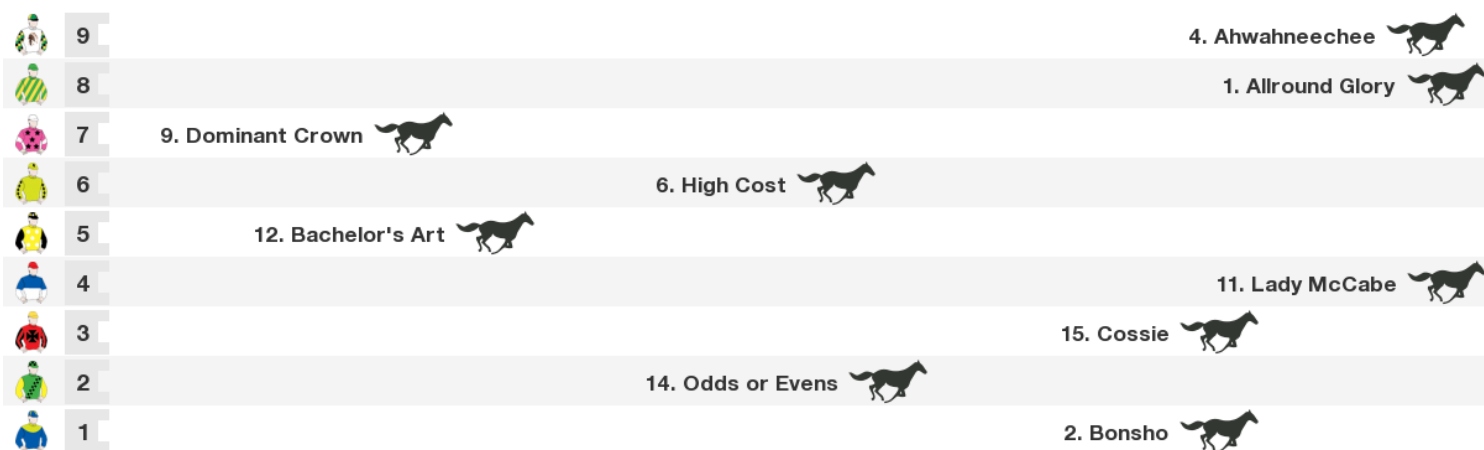 9 4. Ahwahneechee
8 1. Allround Glory
7 9. Dominant Crown
6 6. High Cost
5 12. Bachelor's Art
4 11. Lady McCabe
3 15. Cossie
2 14. Odds or Evens
1 2. Bonsho